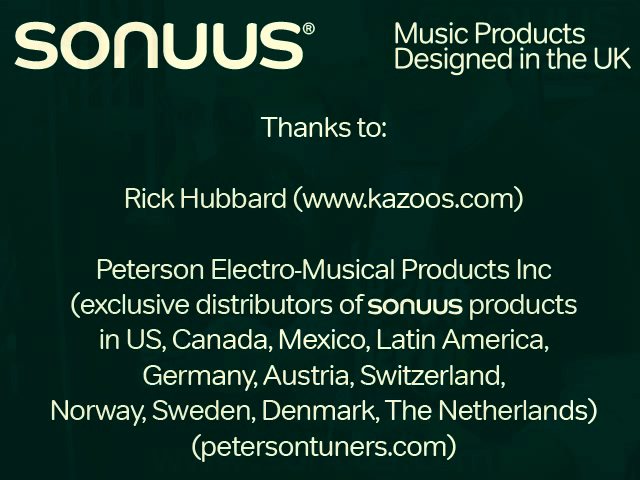 sonuus®
Music Products
Designed in the UK
Thanks to:
Rick Hubbard (www.kazoos.com)
Peterson Electro-Musical Products Inc
(exclusive distributors of sonuus products
in US, Canada, Mexico, Latin America,
Germany, Austria, Switzerland,
Norway, Sweden, Denmark, The Netherlands)
(petersontuners.com)